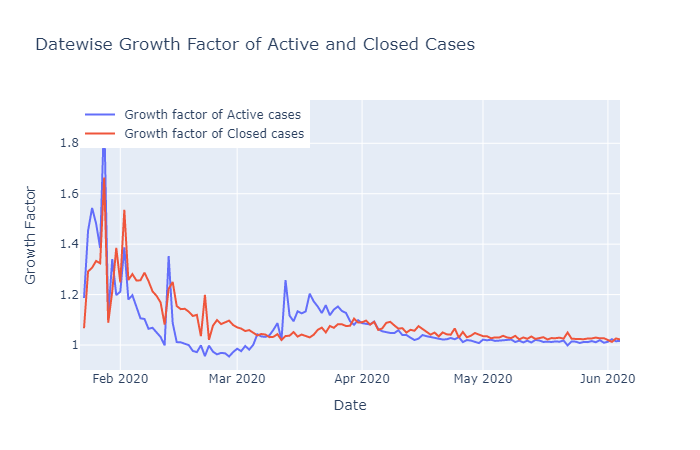 Datewise Growth Factor of Active and Closed Cases
Growth factor of Active cases
Growth factor of Closed cases
1.8
1.6
1.4
1.2
1
Growth Factor
Feb 2020
Mar 2020
Apr 2020
May 2020
Jun 2020
Date